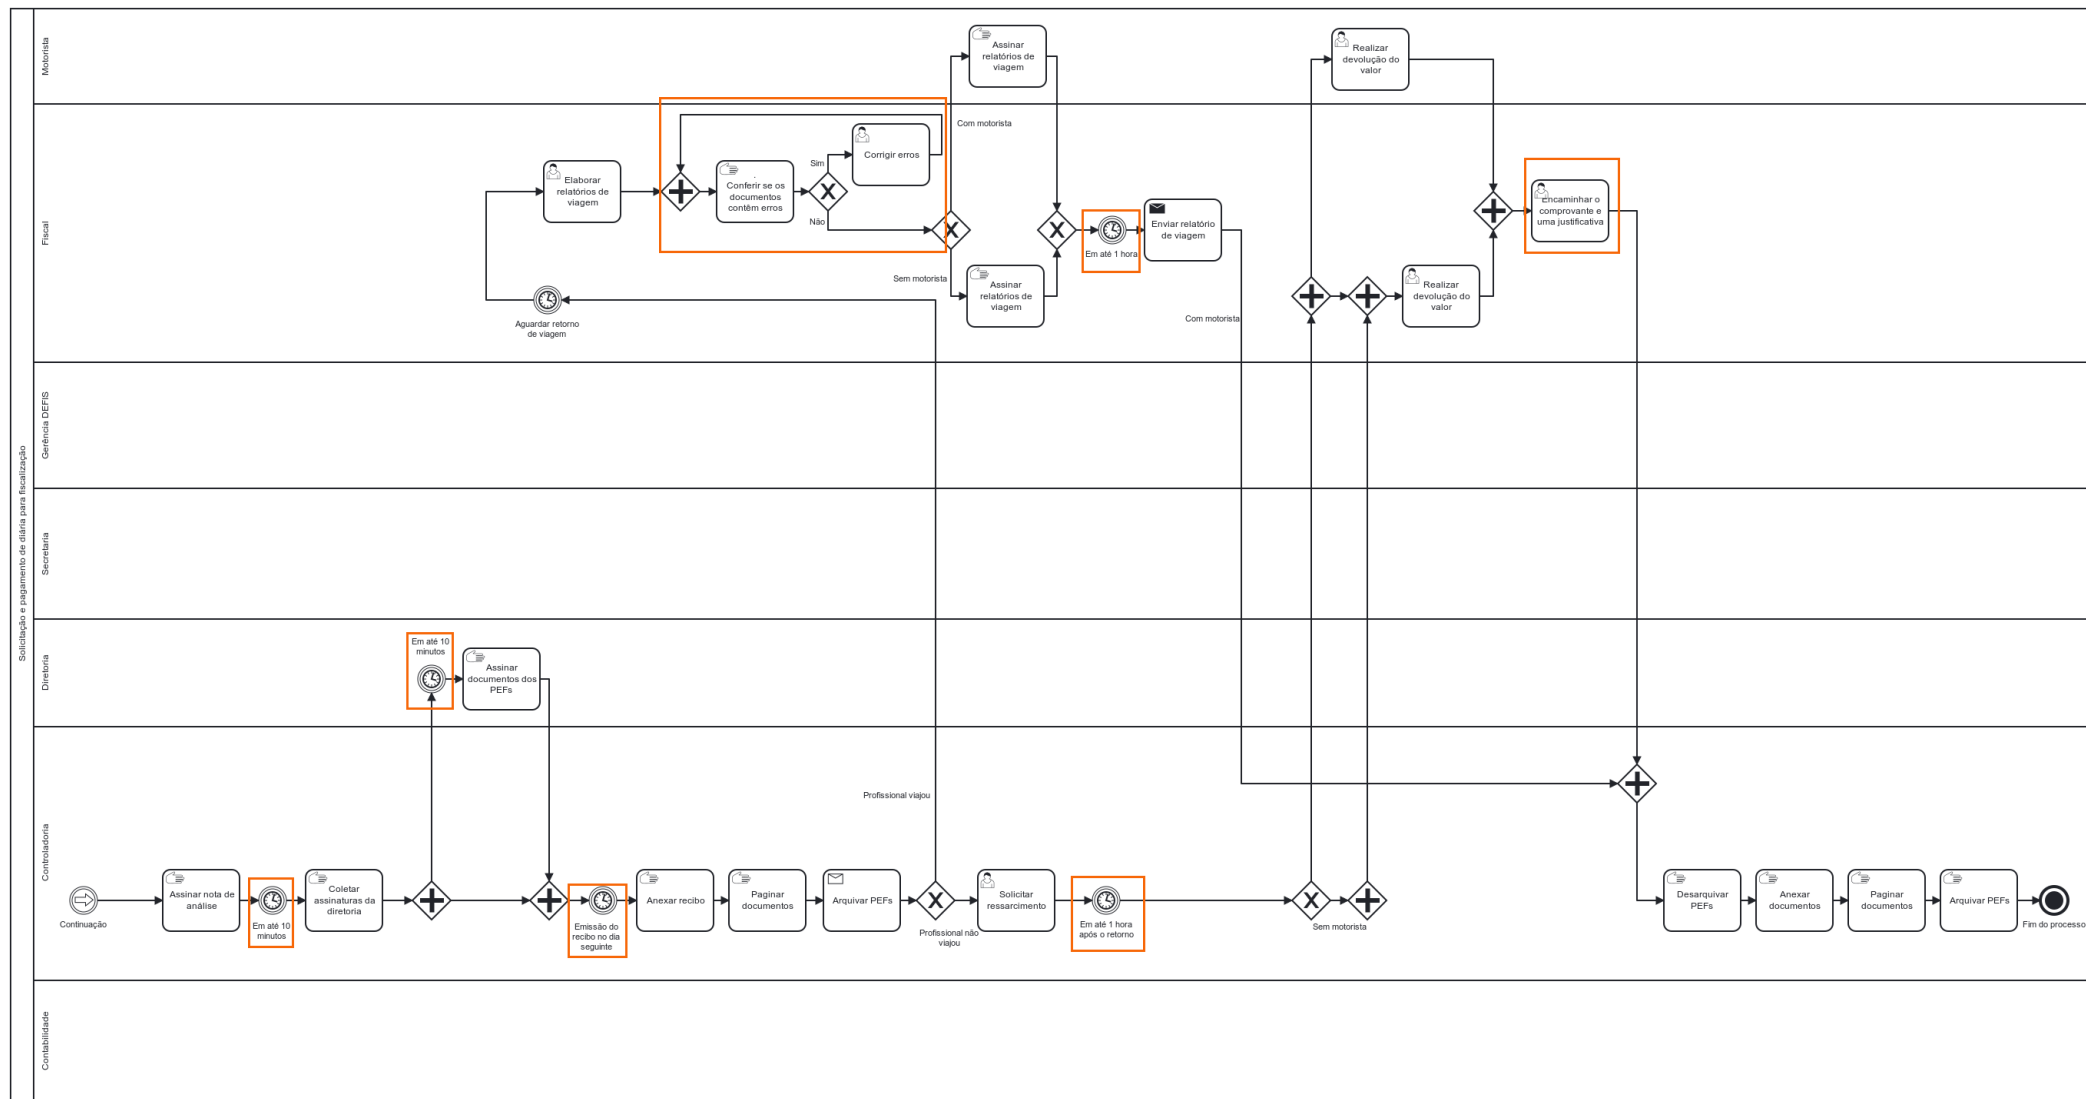 Solicitação e pagamento de diária para fiscalização
Motorista
Assinar
relatórios de
viagem
Realizar
devolução do
valor
Fiscal
Com motorista
Elaborar
relatórios de
viagem
.
Conferir se os
documentos
contêm erros
Sim
Não
Corrigir erros
Sem motorista
Assinar
relatórios de
viagem
Em até 1 hora
Enviar relatório
de viagem
Com motorista
Realizar
devolução do
valor
Encaminhar o
comprovante e
uma justificativa
Aguardar retorno
de viagem
Gerência DEFIS
Secretaria
Diretoria
Em até 10
minutos
Assinar
documentos dos
PEFs
Controladoria
Continuação
Assinar nota de
análise
Em até 10
minutos
Coletar
assinaturas da
diretoria
Emissão do
recibo no dia
seguinte
Anexar recibo
Paginar
documentos
Arquivar PEFs
Profissional viajou
Profissional não
viajou
Solicitar
ressarcimento
Em até 1 hora
após o retorno
Sem motorista
Desarquivar
PEFs
Anexar
documentos
Paginar
documentos
Arquivar PEFs
Fim do processo
Contabilidade